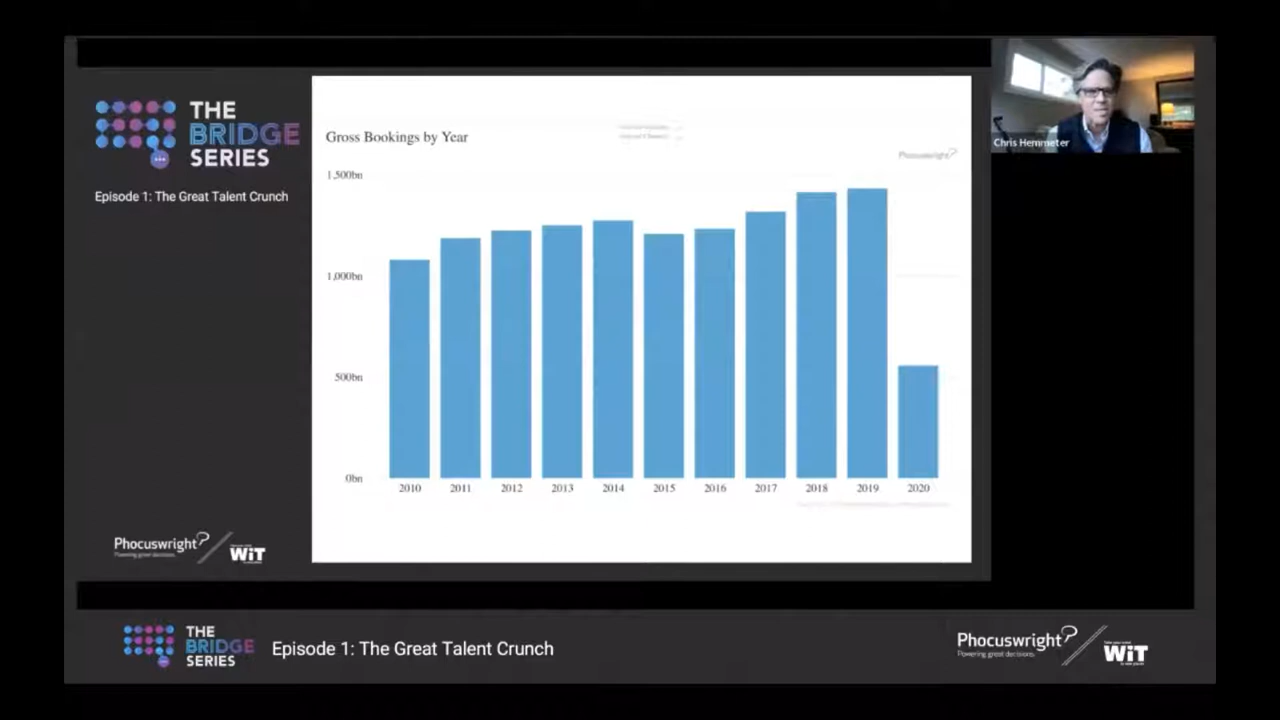 THE
BRIDGE
SERIES
Episode 1: The Great Talent Crunch
Gross Bookings by Year
Phocuswright
1,500bn
1,000bn
500bn
0bn
2010 2011 2012 2013 2014 2015 2016 2017 2018 2019 2020
Chris Hemmeter
Phocuswright
Powering great decisions.
WiT
THE
BRIDGE
SERIES
Episode 1: The Great Talent Crunch
Phocuswright
Powering great decisions.
WiT